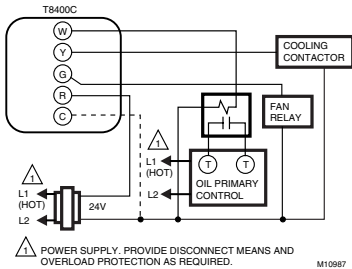 T8400C
W
Y
G
R
C
COOLING
CONTACTOR
FAN
RELAY
1
L1
(HOT)
L2
T T
OIL PRIMARY
CONTROL
1
L1
(HOT)
L2
24V
1 POWER SUPPLY. PROVIDE DISCONNECT MEANS AND
OVERLOAD PROTECTION AS REQUIRED.
M10987